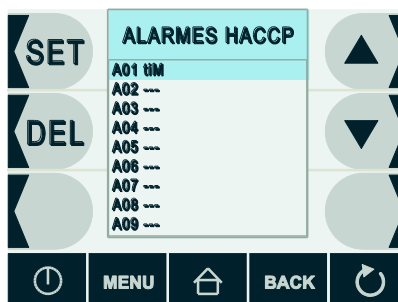 SET
ALARMES HACCP
A01 tiM
A02 ---
A03 ---
DEL
A04 ---
A05 ---
A06 ---
A07 ---
A08 ---
A09 ---
MENU
BACK